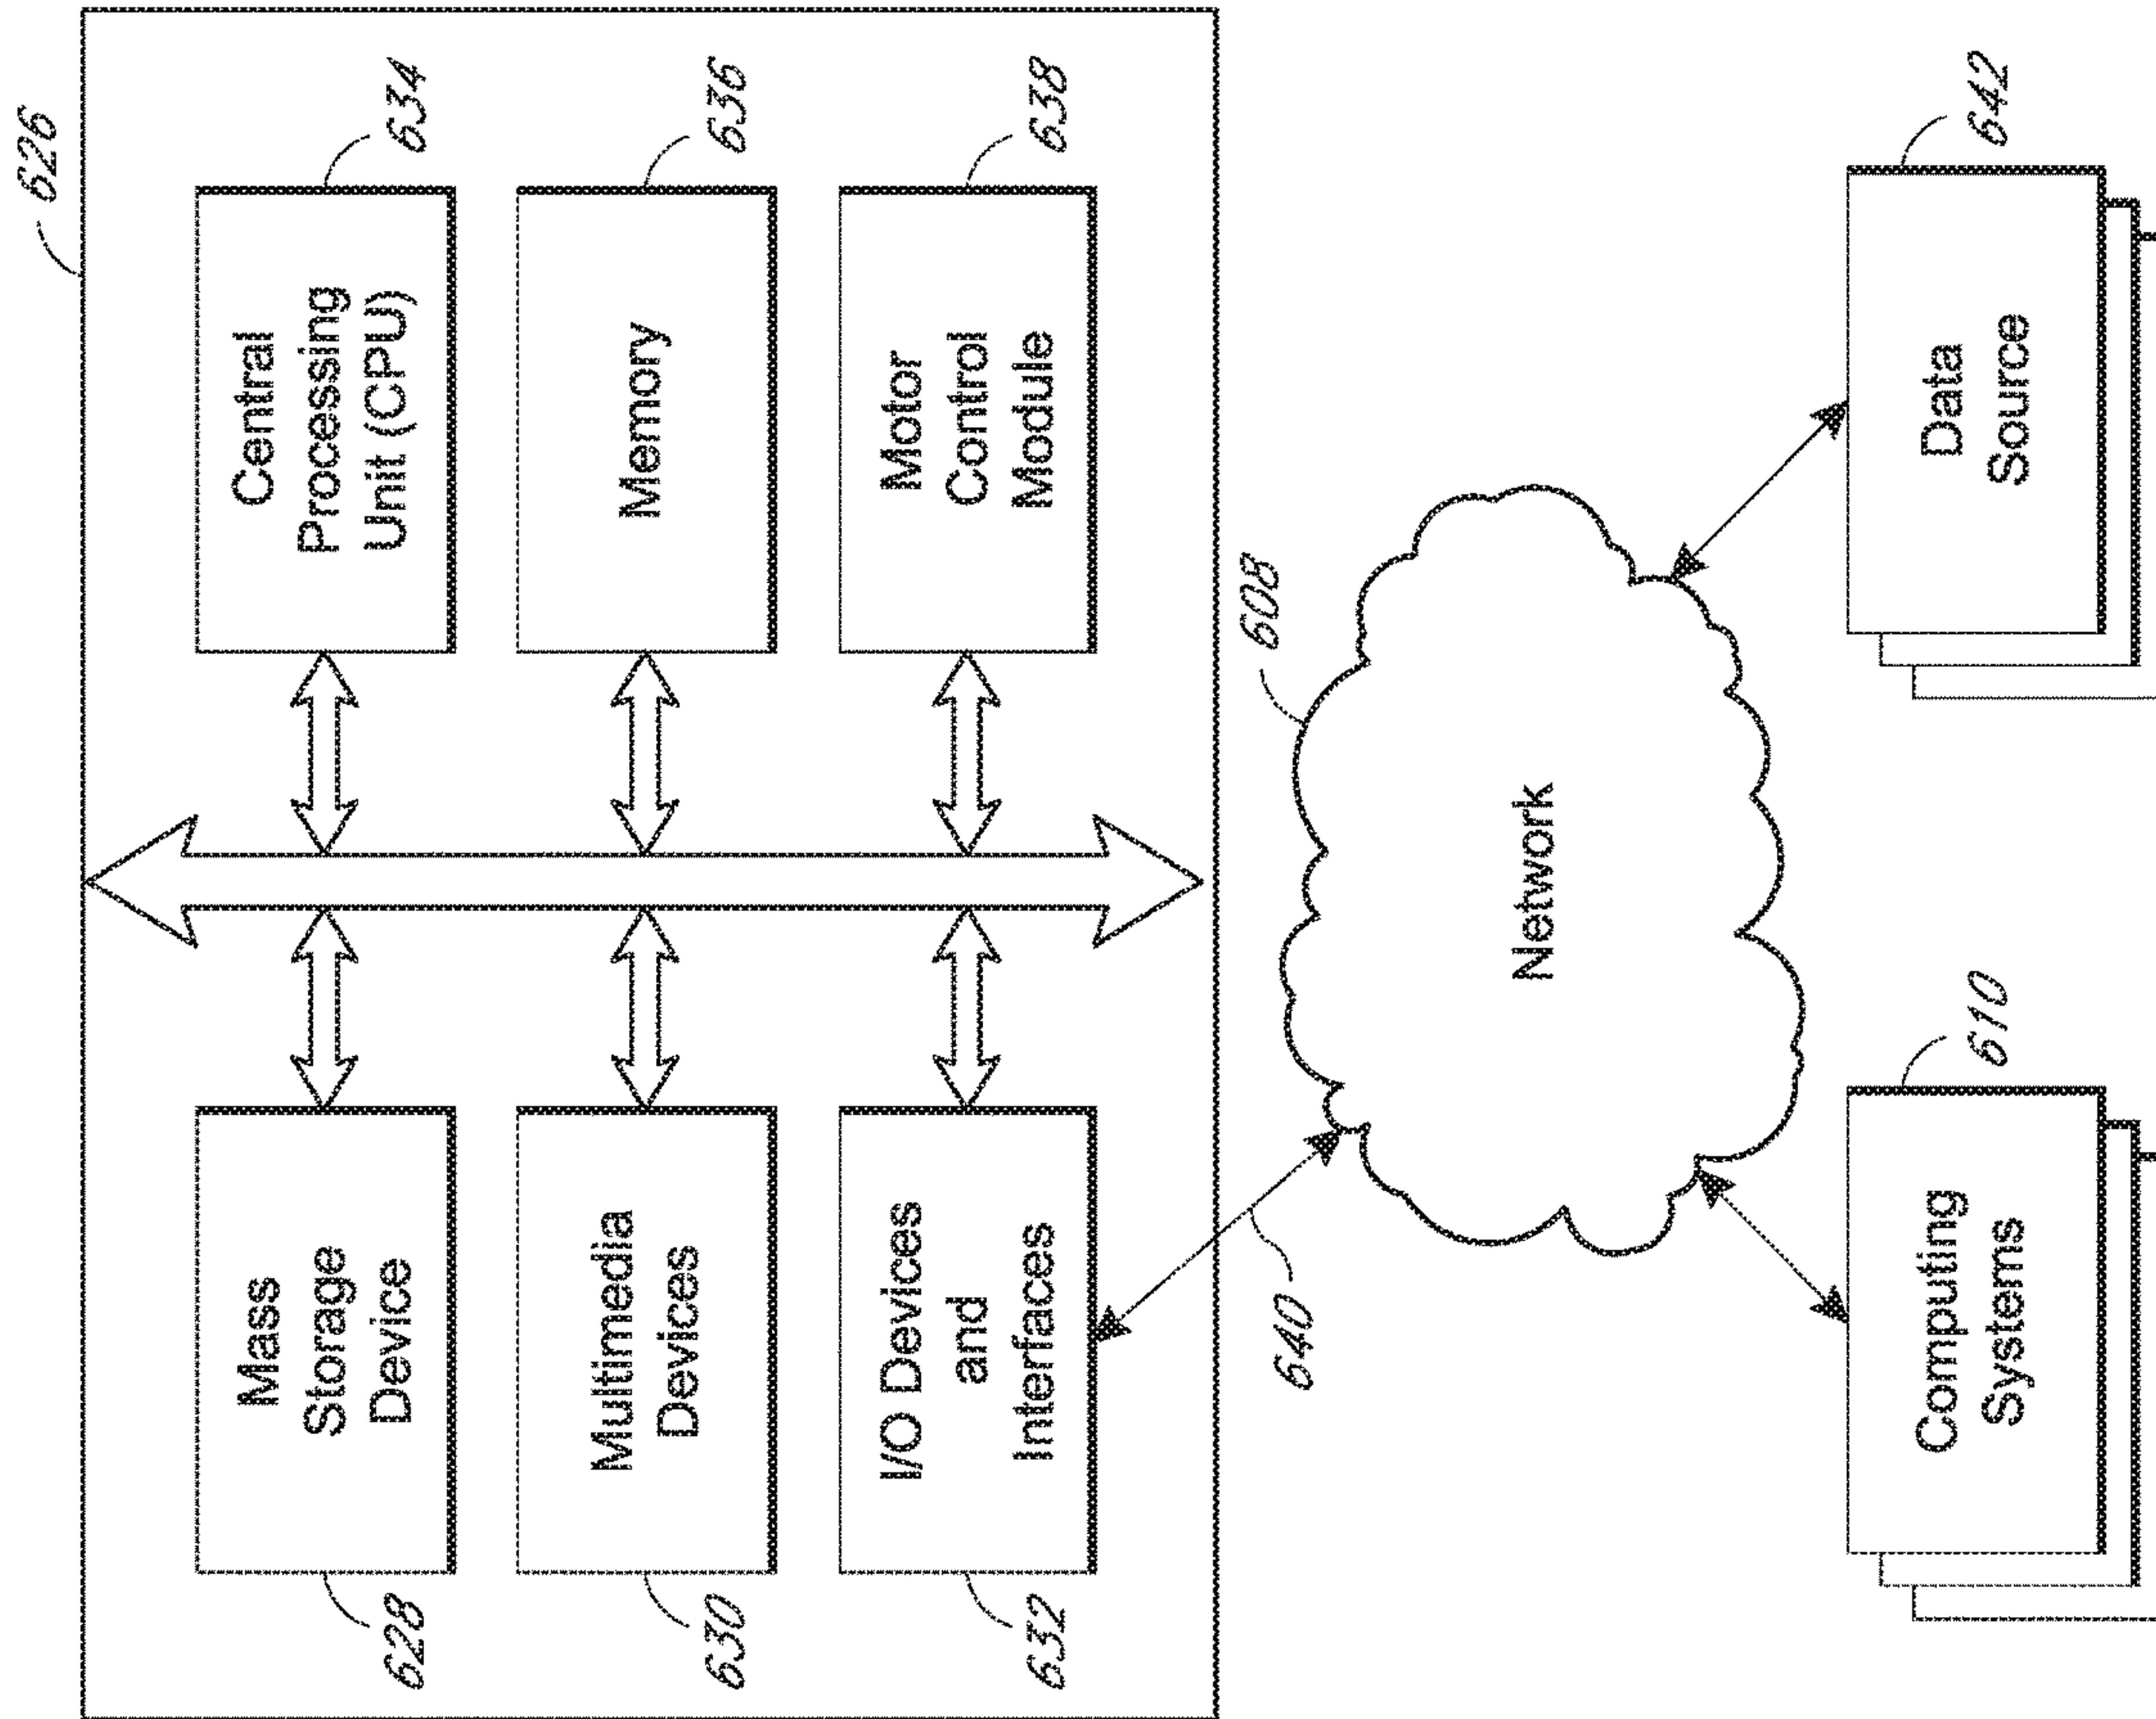 626
Mass
Storage
Device
628
Central
Processing
Unit (CPU)
634
Multimedia
Devices
630
Memory
636
I/O Devices
and
Interfaces
632
Motor
Control
Module
638
640
608
Network
Computing
Systems
610
Data
Source
642